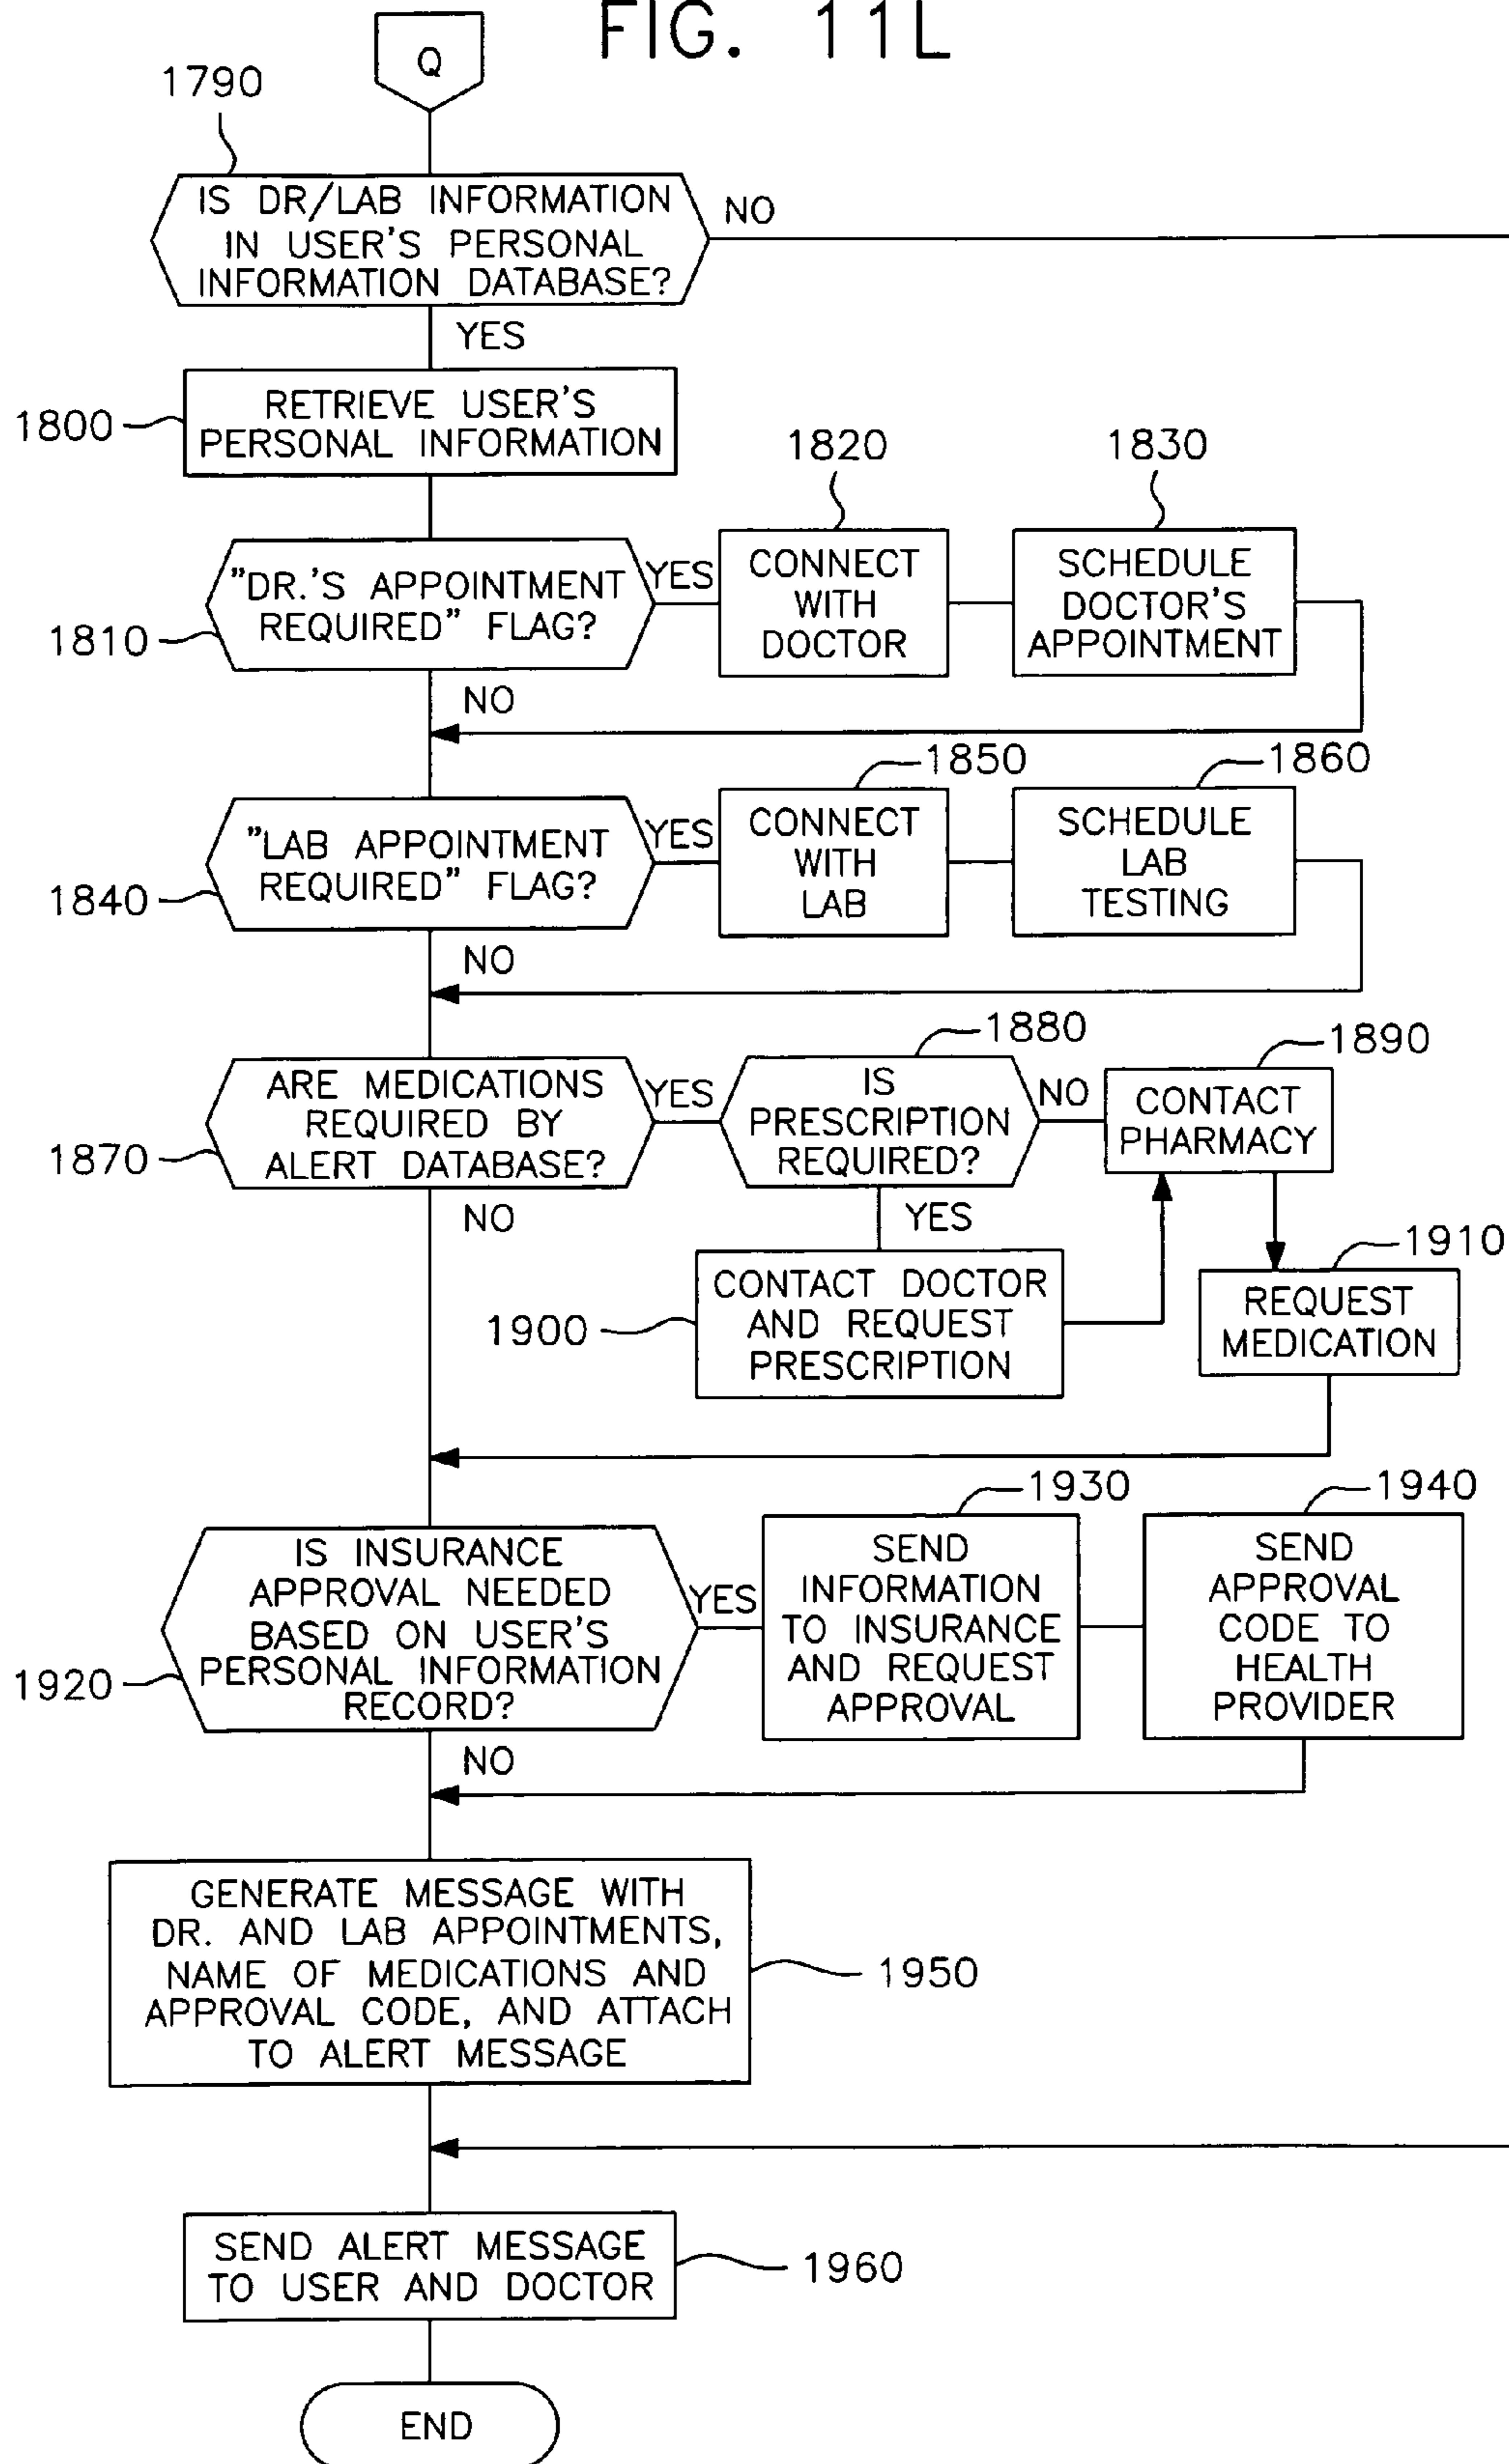 FIG. 11L
Q
1790
IS DR/LAB INFORMATION
IN USER'S PERSONAL
INFORMATION DATABASE?
NO
YES
1800
RETRIEVE USER'S
PERSONAL INFORMATION
1820
1830
"DR.'S APPOINTMENT
REQUIRED" FLAG?
1810
YES
CONNECT
WITH
DOCTOR
SCHEDULE
DOCTOR'S
APPOINTMENT
NO
1850
1860
"LAB APPOINTMENT
REQUIRED" FLAG?
1840
YES
CONNECT
WITH
LAB
SCHEDULE
LAB
TESTING
NO
1880
1890
ARE MEDICATIONS
REQUIRED BY
ALERT DATABASE?
1870
YES
IS
PRESCRIPTION
REQUIRED?
NO
CONTACT
PHARMACY
NO
YES
1910
1900
CONTACT DOCTOR
AND REQUEST
PRESCRIPTION
REQUEST
MEDICATION
1930
1940
IS INSURANCE
APPROVAL NEEDED
BASED ON USER'S
PERSONAL INFORMATION
RECORD?
1920
YES
SEND
INFORMATION
TO INSURANCE
AND REQUEST
APPROVAL
SEND
APPROVAL
CODE TO
HEALTH
PROVIDER
NO
GENERATE MESSAGE WITH
DR. AND LAB APPOINTMENTS,
NAME OF MEDICATIONS AND
APPROVAL CODE, AND ATTACH
TO ALERT MESSAGE
1950
SEND ALERT MESSAGE
TO USER AND DOCTOR
1960
END